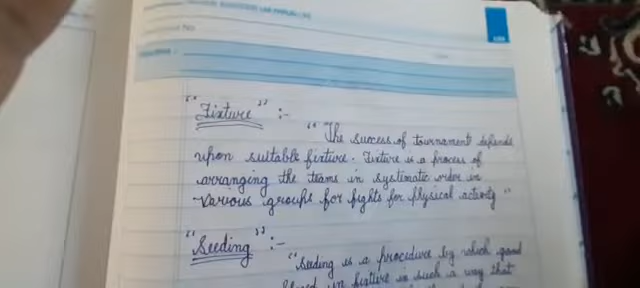 "Fixture" :-
"The success of tournament depends
upon suitable fixture. Fixture is a process of
arranging the teams in systematic order in
various groups for fights for physical activity"
"Seeding" :-
"Seeding is a procedure by which good
in fixture in such a way that